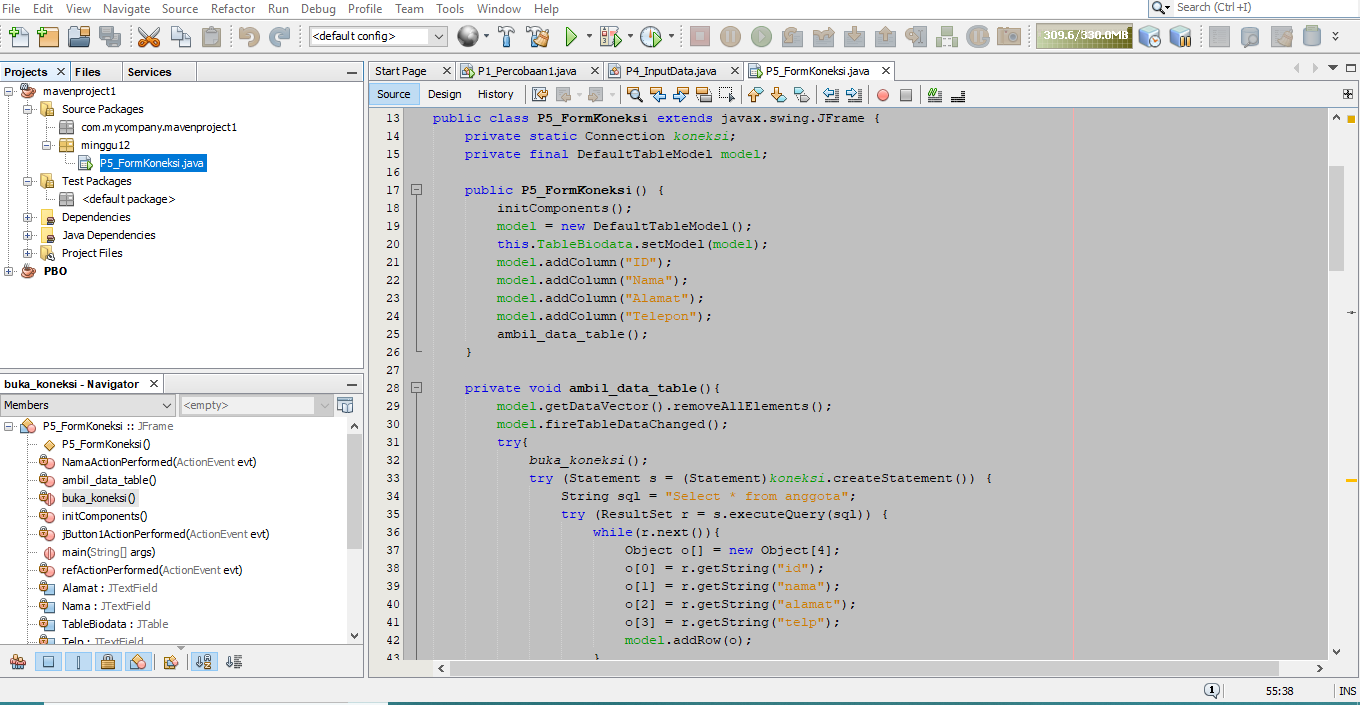 File Edit View Navigate Source Refactor Run Debug Profile Team Tools Window Help
Search (Ctrl+I)
<default config>
309.6/330.0MB
Projects Files Services
mavenproject1
Source Packages
com.mycompany.mavenproject1
minggu12
P5_FormKoneksi.java
Test Packages
<default package>
Dependencies
Java Dependencies
Project Files
PBO
buka_koneksi - Navigator
Members
<empty>
P5_FormKoneksi :: JFrame
P5_FormKoneksi()
NamaActionPerformed(ActionEvent evt)
ambil_data_table()
buka_koneksi()
initComponents()
jButton1ActionPerformed(ActionEvent evt)
main(String[] args)
refActionPerformed(ActionEvent evt)
Alamat : JTextField
Nama : JTextField
TableBiodata : JTable
Telp : JTextField
Start Page P1_Percobaan1.java P4_InputData.java P5_FormKoneksi.java
Source Design History
13 public class P5_FormKoneksi extends javax.swing.JFrame {
14 private static Connection koneksi;
15 private final DefaultTableModel model;
16
17 public P5_FormKoneksi() {
18 initComponents();
19 model = new DefaultTableModel();
20 this.TableBiodata.setModel(model);
21 model.addColumn("ID");
22 model.addColumn("Nama");
23 model.addColumn("Alamat");
24 model.addColumn("Telepon");
25 ambil_data_table();
26 }
27
28 private void ambil_data_table(){
29 model.getDataVector().removeAllElements();
30 model.fireTableDataChanged();
31 try{
32 buka_koneksi();
33 try (Statement s = (Statement)koneksi.createStatement()) {
34 String sql = "Select * from anggota";
35 try (ResultSet r = s.executeQuery(sql)) {
36 while(r.next()){
37 Object o[] = new Object[4];
38 o[0] = r.getString("id");
39 o[1] = r.getString("nama");
40 o[2] = r.getString("alamat");
41 o[3] = r.getString("telp");
42 model.addRow(o);
43 }
1
55:38 INS